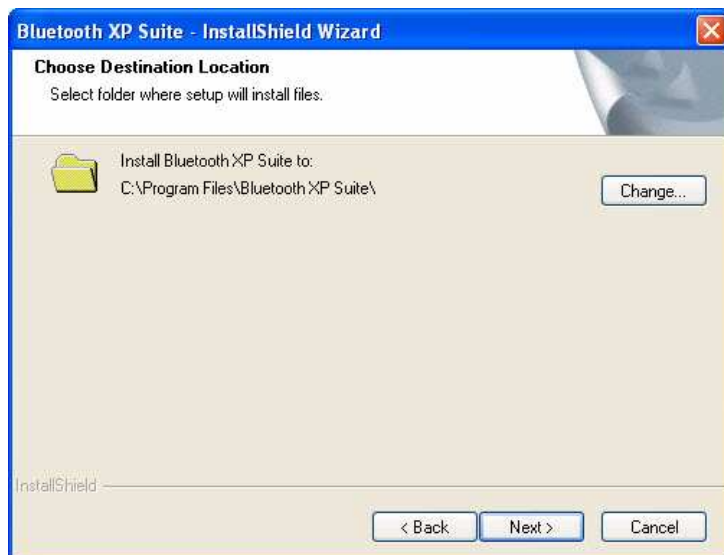 Bluetooth XP Suite - InstallShield Wizard
Choose Destination Location
Select folder where setup will install files.
Install Bluetooth XP Suite to:
C:\Program Files\Bluetooth XP Suite\
Change...
InstallShield
< Back
Next >
Cancel